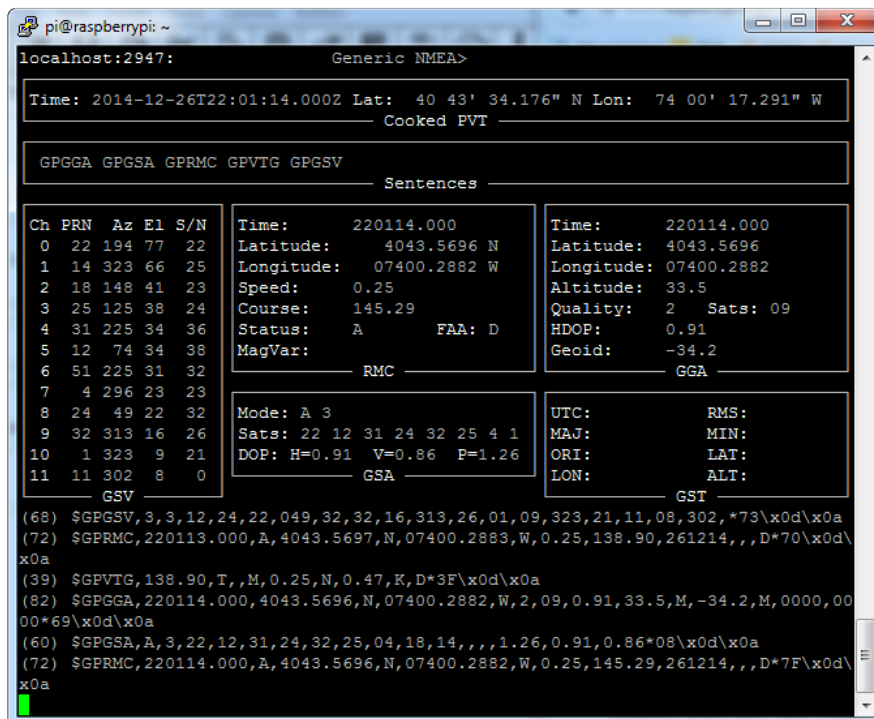 pi@raspberrypi: ~
localhost:2947: Generic NMEA>
Time: 2014-12-26T22:01:14.000Z Lat: 40 43' 34.176" N Lon: 74 00' 17.291" W
Cooked PVT
GPGGA GPGSA GPRMC GPVTG GPGSV
Sentences
Ch PRN Az El S/N
0 22 194 77 22
1 14 323 66 25
2 18 148 41 23
3 25 125 38 24
4 31 225 34 36
5 12 74 34 38
6 51 225 31 32
7 4 296 23 23
8 24 49 22 32
9 32 313 16 26
10 1 323 9 21
11 11 302 8 0
GSV
Time: 220114.000
Latitude: 4043.5696 N
Longitude: 07400.2882 W
Speed: 0.25
Course: 145.29
Status: A FAA: D
MagVar:
RMC
Mode: A 3
Sats: 22 12 31 24 32 25 4 1
DOP: H=0.91 V=0.86 P=1.26
GSA
Time: 220114.000
Latitude: 4043.5696
Longitude: 07400.2882
Altitude: 33.5
Quality: 2 Sats: 09
HDOP: 0.91
Geoid: -34.2
GGA
UTC: RMS:
MAJ: MIN:
ORI: LAT:
LON: ALT:
GST
(68) $GPGSV,3,3,12,24,22,049,32,32,16,313,26,01,09,323,21,11,08,302,*73\x0d\x0a
(72) $GPRMC,220113.000,A,4043.5697,N,07400.2883,W,0.25,138.90,261214,,,D*70\x0d\
x0a
(39) $GPVTG,138.90,T,,M,0.25,N,0.47,K,D*3F\x0d\x0a
(82) $GPGGA,220114.000,4043.5696,N,07400.2882,W,2,09,0.91,33.5,M,-34.2,M,0000,00
00*69\x0d\x0a
(60) $GPGSA,A,3,22,12,31,24,32,25,04,18,14,,,,1.26,0.91,0.86*08\x0d\x0a
(72) $GPRMC,220114.000,A,4043.5696,N,07400.2882,W,0.25,145.29,261214,,,D*7F\x0d\
x0a